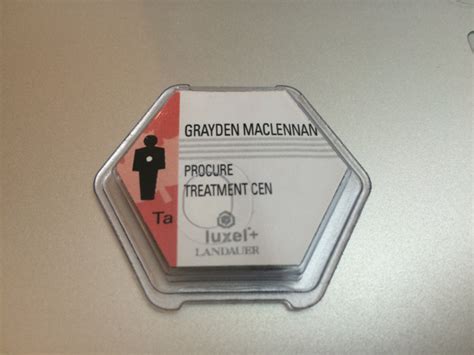 GRAYDEN MACLENNAN
PROCURE
TREATMENT CEN
Ta
luxel+
LANDAUER